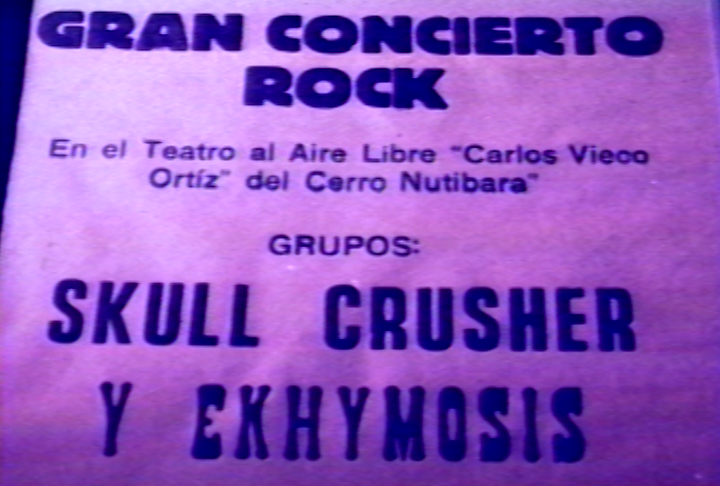 GRAN CONCIERTO
ROCK
En el Teatro al Aire Libre "Carlos Vieco
Ortíz" del Cerro Nutibara"
GRUPOS:
SKULL CRUSHER
Y EKHYMOSIS